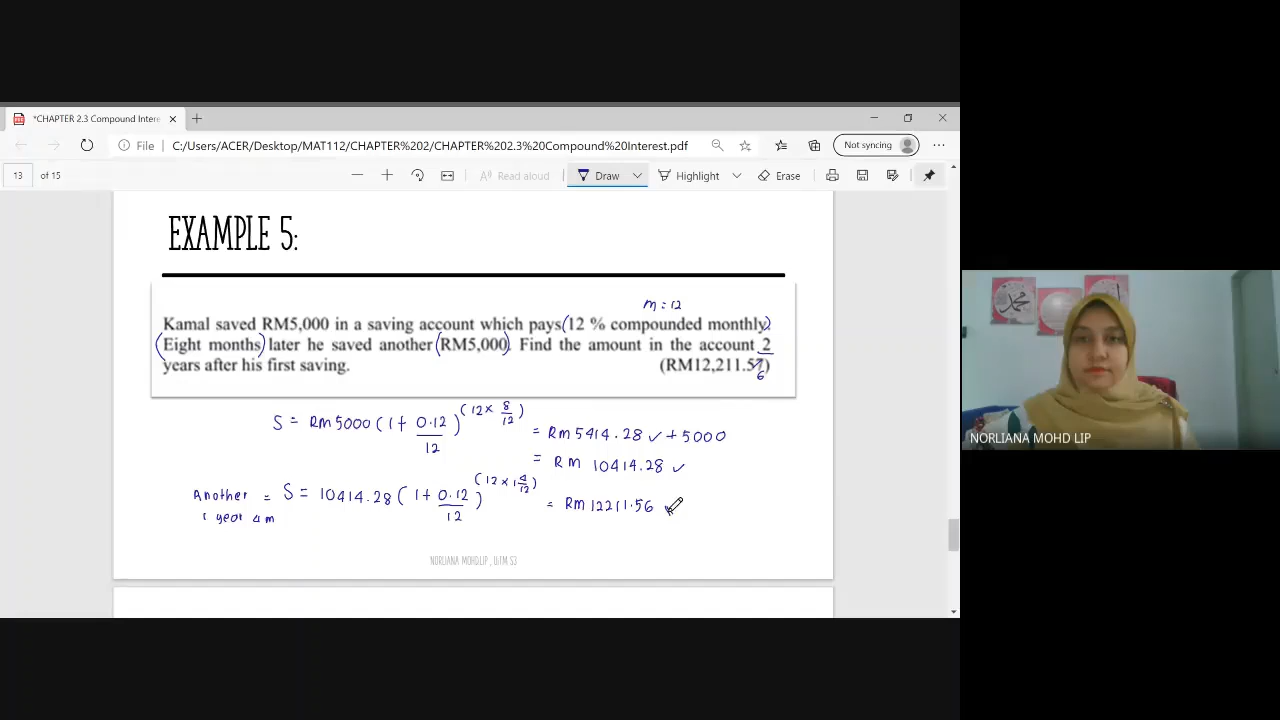 *CHAPTER 2.3 Compound Intere
File C:/Users/ACER/Desktop/MAT112/CHAPTER%202/CHAPTER%202.3%20Compound%20Interest.pdf Not syncing
13 of 15 Read aloud Draw Highlight Erase
EXAMPLE 5:
m = 12
Kamal saved RM5,000 in a saving account which pays (12 % compounded monthly)
(Eight months) later he saved another (RM5,000). Find the amount in the account 2
years after his first saving. (RM12,211.57)
6
S = Rm 5000 (1 + 0.12/12)^(12 × 8/12) = Rm 5414.28 ✓ + 5000
= Rm 10414.28 ✓
Another = S = 10414.28 (1 + 0.12/12)^(12 × 1 4/12) = Rm 12211.56 ✓
1 year 4 m
NORLIANA MOHD LIP , UiTM S3
NORLIANA MOHD LIP